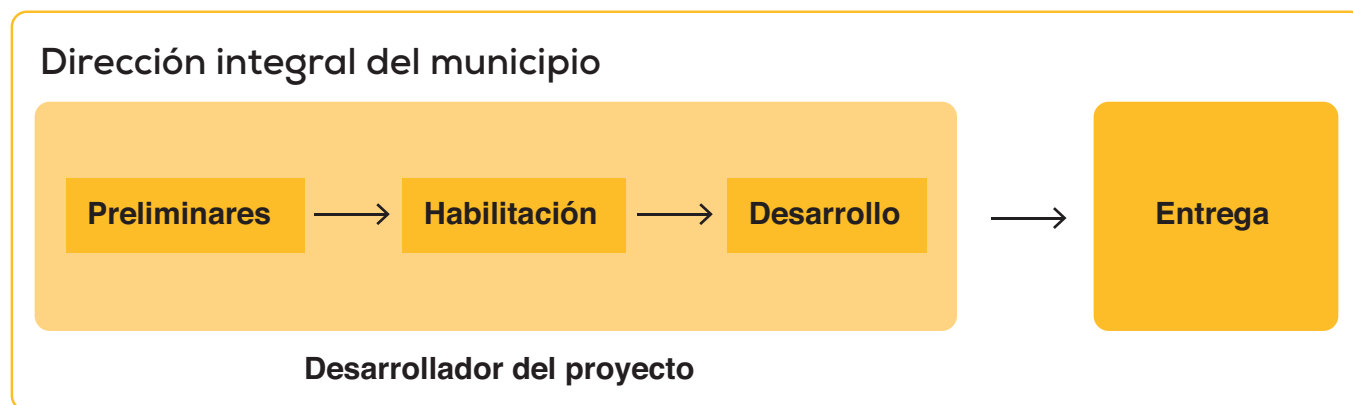 Dirección integral del municipio
Preliminares
Habilitación
Desarrollo
Entrega
Desarrollador del proyecto